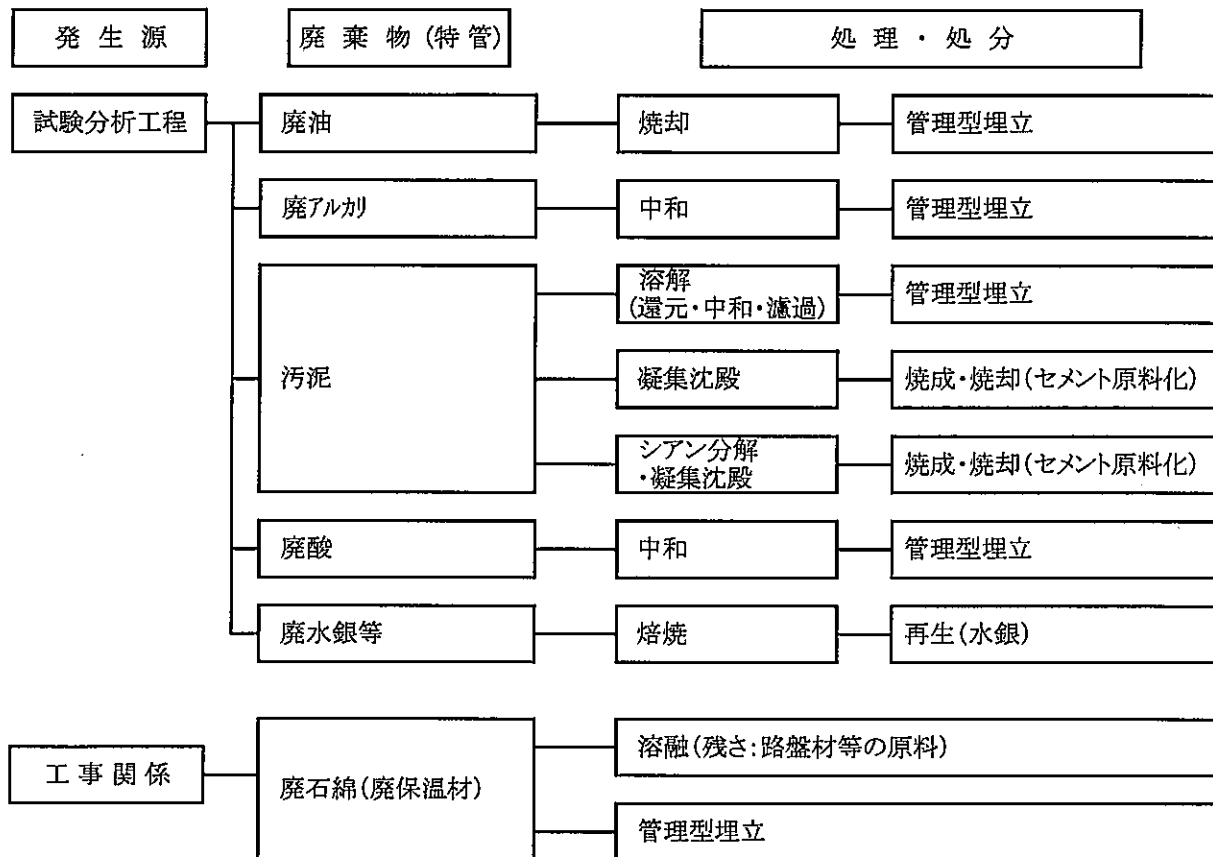 発生源
廃棄物(特管)
処理・処分
試験分析工程
廃油
焼却
管理型埋立
廃アルカリ
中和
管理型埋立
汚泥
溶解
(還元・中和・濾過)
管理型埋立
凝集沈殿
焼成・焼却(セメント原料化)
シアン分解
・凝集沈殿
焼成・焼却(セメント原料化)
廃酸
中和
管理型埋立
廃水銀等
焙焼
再生(水銀)
工事関係
廃石綿(廃保温材)
溶融(残さ:路盤材等の原料)
管理型埋立